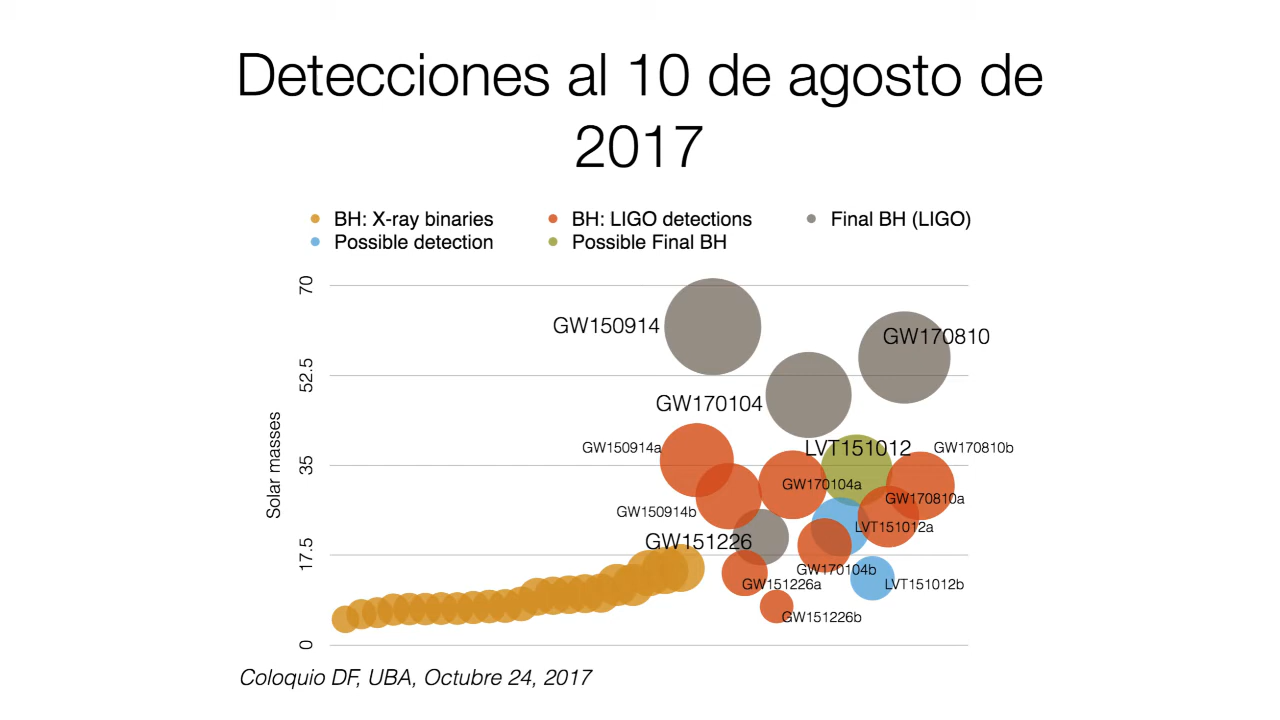 Detecciones al 10 de agosto de
2017
BH: X-ray binaries
BH: LIGO detections
Final BH (LIGO)
Possible detection
Possible Final BH
70
GW150914
GW170810
52.5
GW170104
Solar masses
GW150914a
LVT151012
GW170810b
35
GW170104a
GW170810a
GW150914b
LVT151012a
GW151226
17.5
GW170104b
GW151226a
LVT151012b
GW151226b
0
Coloquio DF, UBA, Octubre 24, 2017